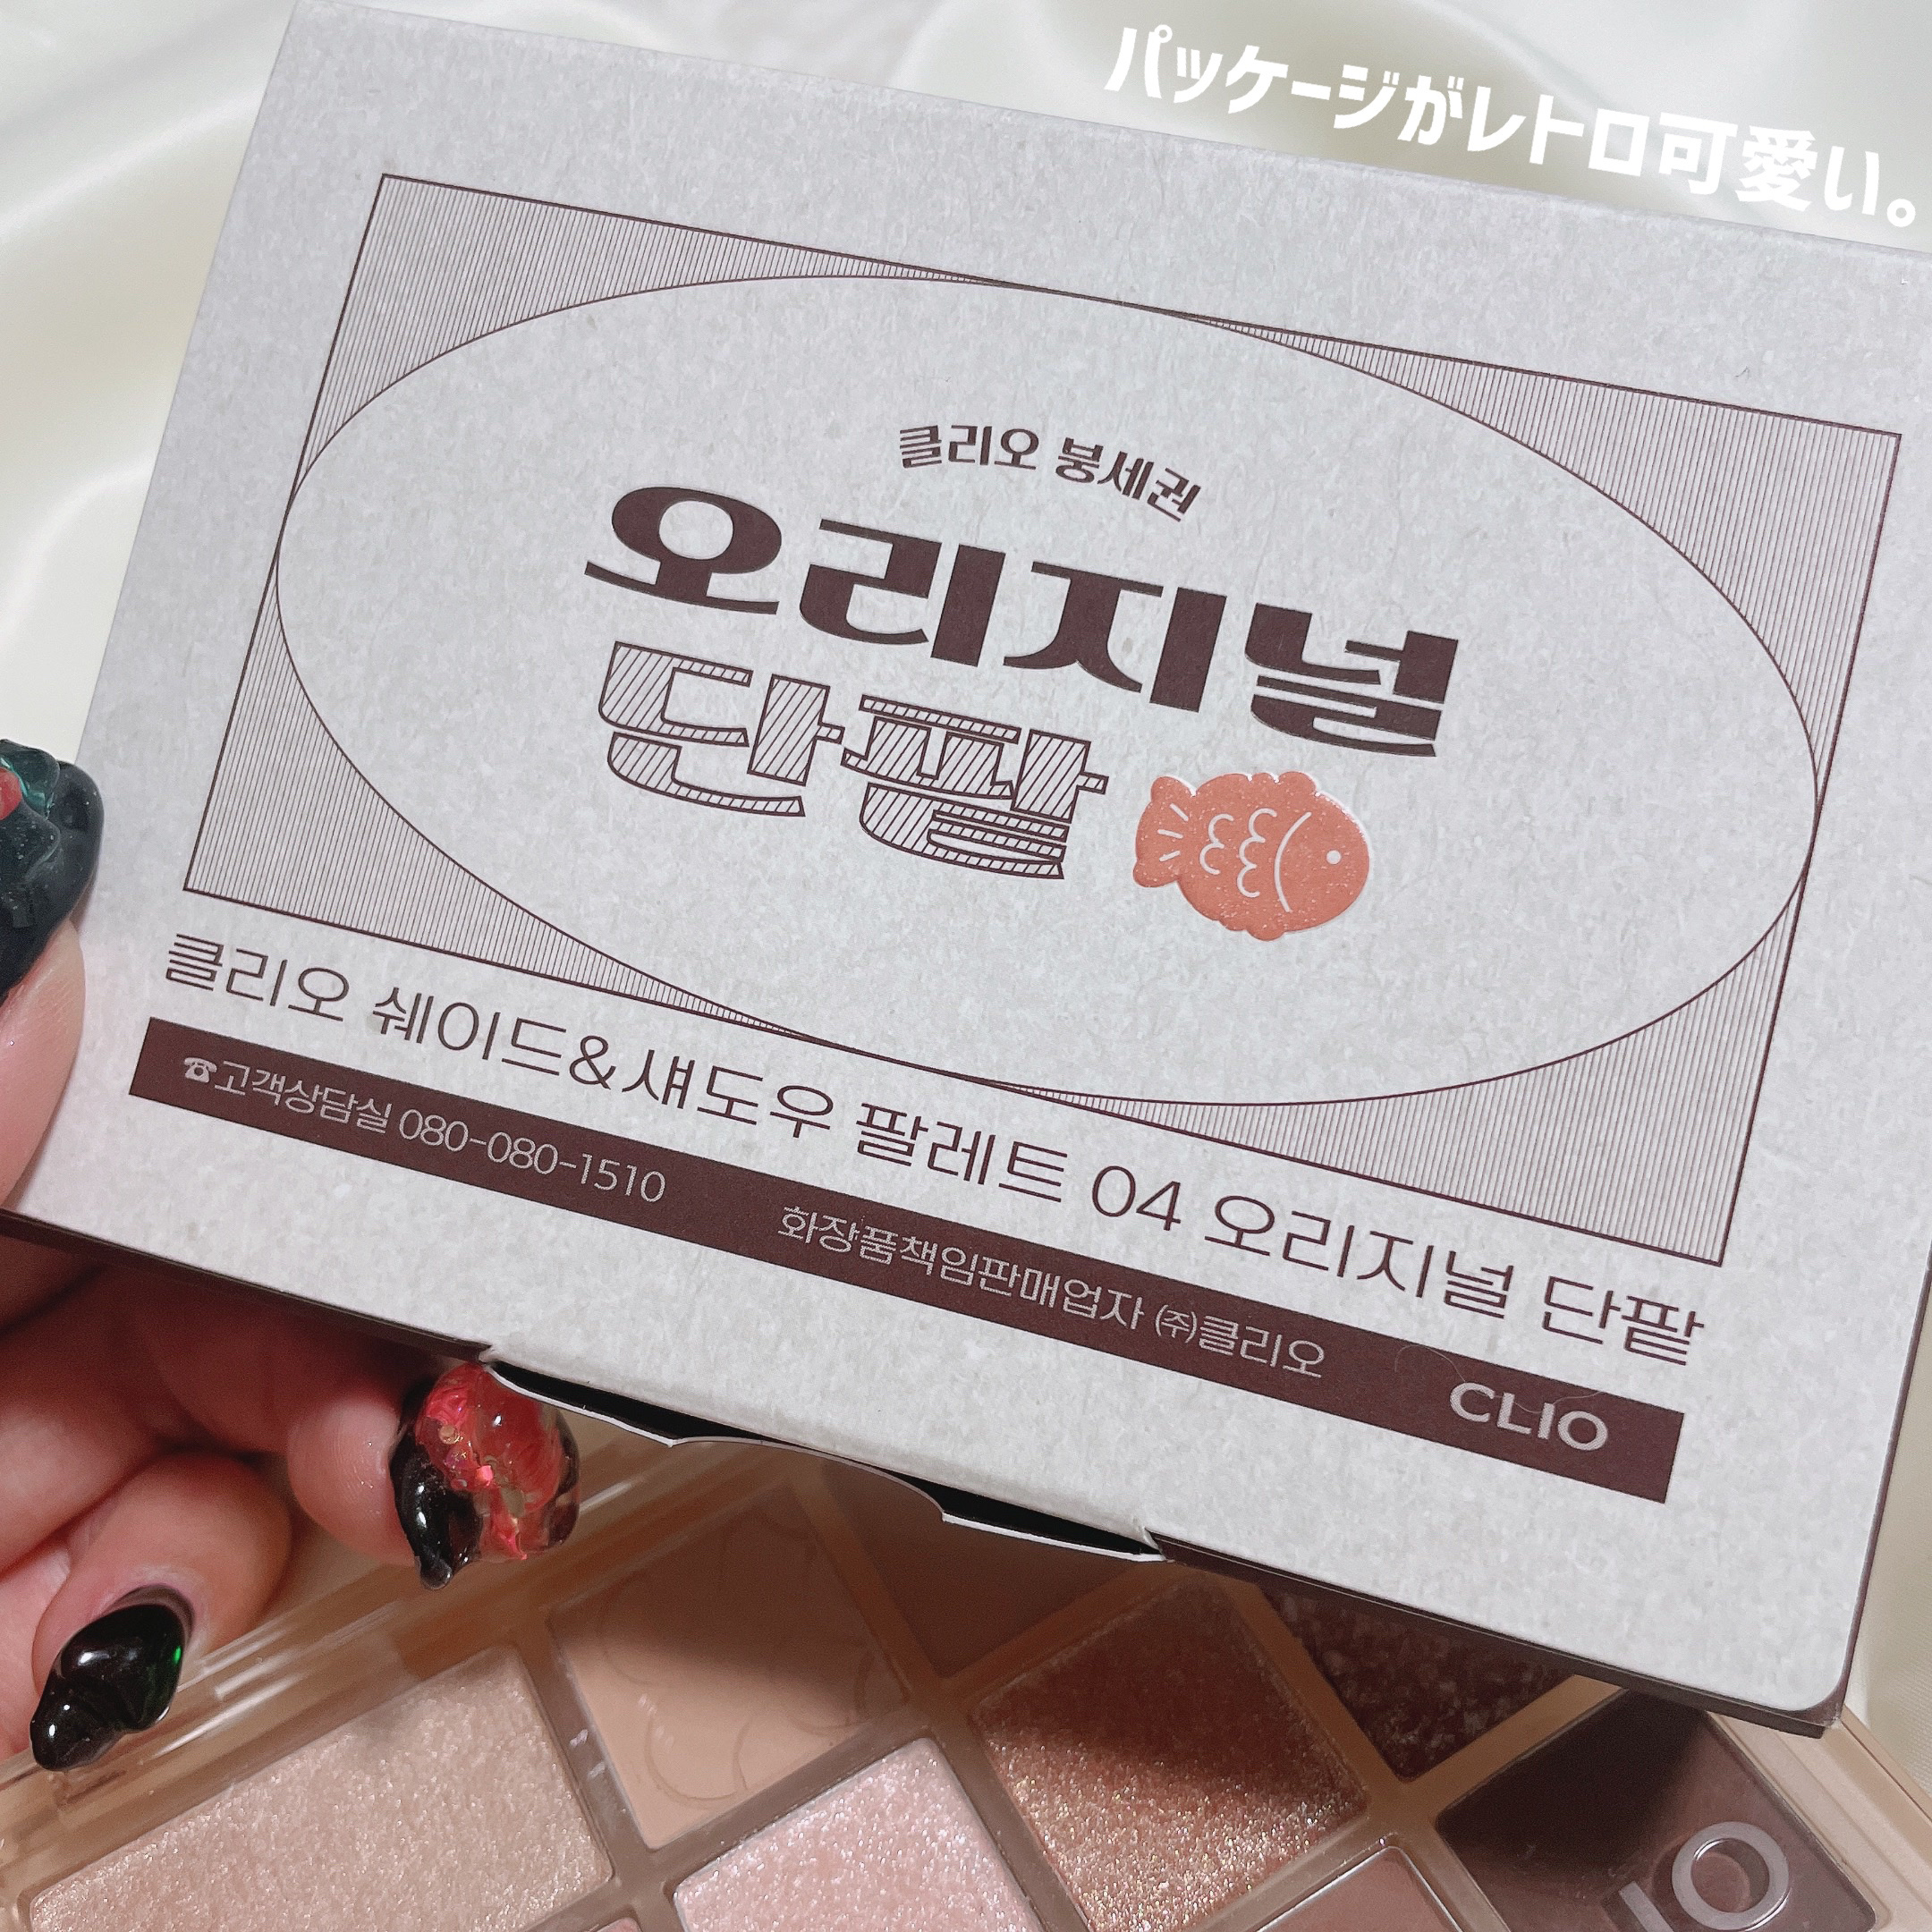 パッケージがレトロ可愛い。
클리오 붕세권
오리지널
단팥
클리오 쉐이드&섀도우 팔레트 04 오리지널 단팥
☎고객상담실 080-080-1510 화장품책임판매업자 ㈜클리오 CLIO